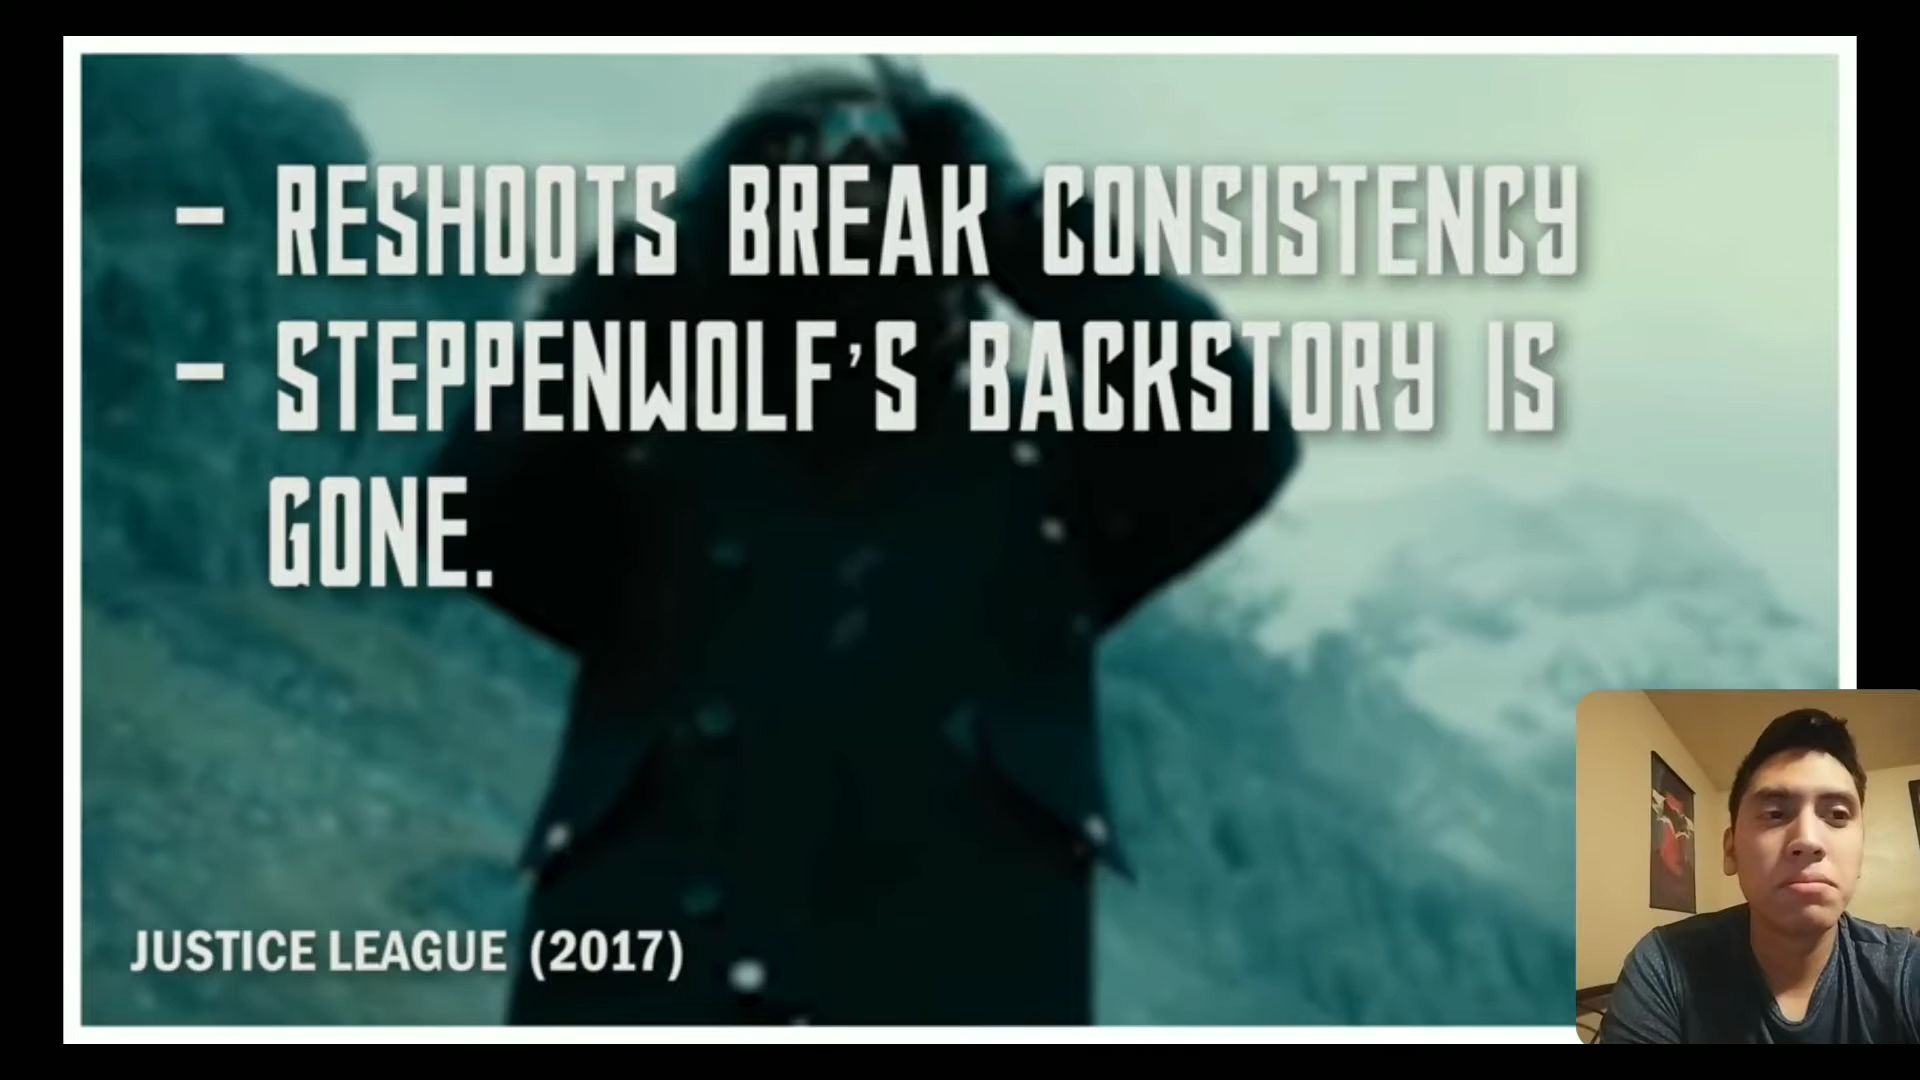 - RESHOOTS BREAK CONSISTENCY
- STEPPENWOLF'S BACKSTORY IS
GONE.
JUSTICE LEAGUE (2017)